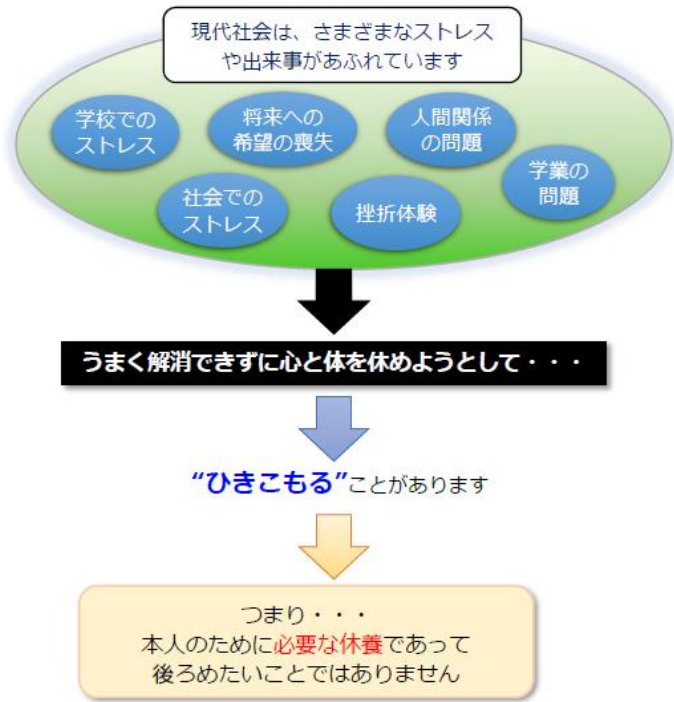 現代社会は、さまざまなストレス
や出来事があふれています
学校での
ストレス
将来への
希望の喪失
人間関係
の問題
学業の
問題
社会での
ストレス
挫折体験
うまく解消できずに心と体を休めようとして・・・
“ひきこもる”ことがあります
つまり・・・
本人のために必要な休養であって
後ろめたいことではありません